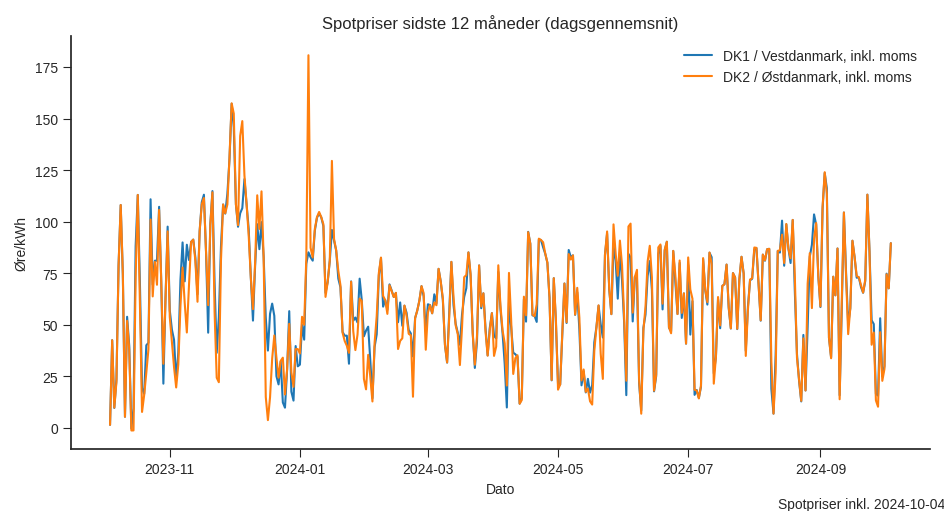 Spotpriser sidste 12 måneder (dagsgennemsnit)
DK1 / Vestdanmark, inkl. moms
DK2 / Østdanmark, inkl. moms
Øre/kWh
175
150
125
100
75
50
25
0
2023-11
2024-01
2024-03
2024-05
2024-07
2024-09
Dato
Spotpriser inkl. 2024-10-04